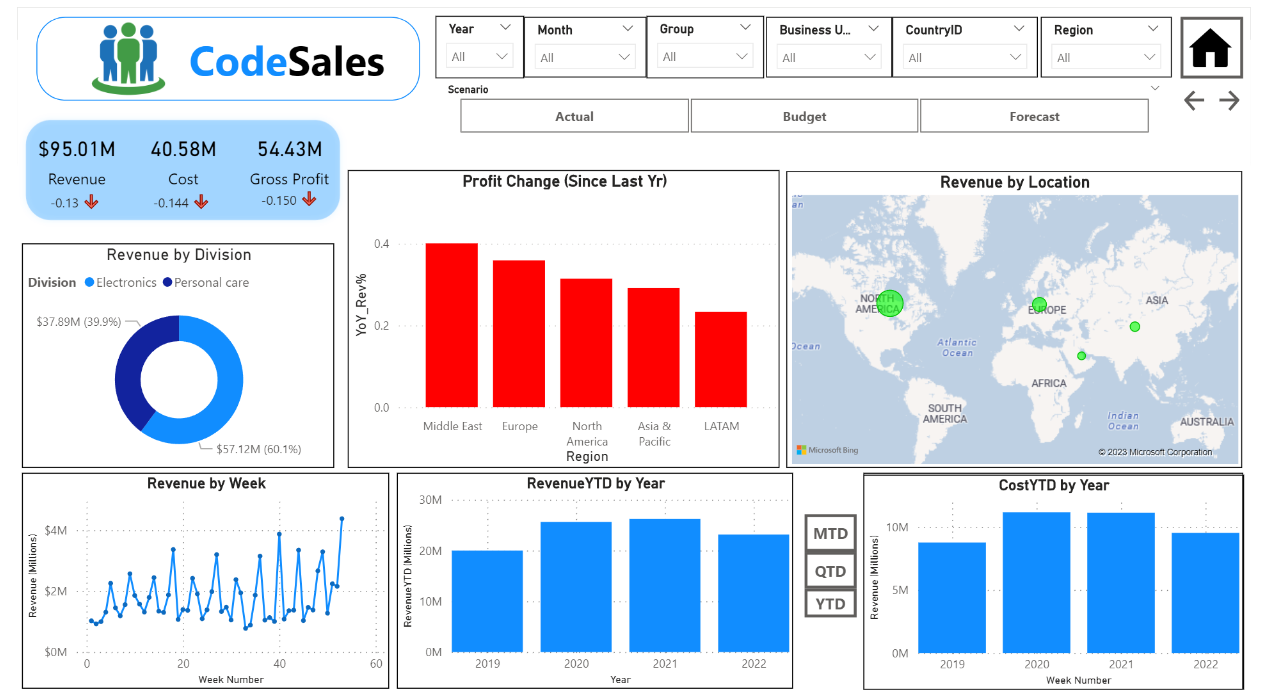 CodeSales
Year
All
Month
All
Group
All
Business U...
All
CountryID
All
Region
All
Scenario
Actual
Budget
Forecast
$95.01M
Revenue
-0.13
40.58M
Cost
-0.144
54.43M
Gross Profit
-0.150
Revenue by Division
Division Electronics Personal care
$37.89M (39.9%)
$57.12M (60.1%)
Profit Change (Since Last Yr)
YoY_Rev%
0.4
0.2
0.0
Middle East
Europe
North
America
Asia &
Pacific
LATAM
Region
Revenue by Location
NORTH
AMERICA
EUROPE
ASIA
Atlantic
Ocean
AFRICA
SOUTH
AMERICA
Indian
Ocean
AUSTRALIA
Microsoft Bing
© 2023 Microsoft Corporation
Revenue by Week
Revenue (Millions)
$4M
$2M
$0M
0
20
40
60
Week Number
RevenueYTD by Year
RevenueYTD (Millions)
30M
20M
10M
0M
2019
2020
2021
2022
Year
MTD
QTD
YTD
CostYTD by Year
Revenue (Millions)
10M
5M
0M
2019
2020
2021
2022
Week Number